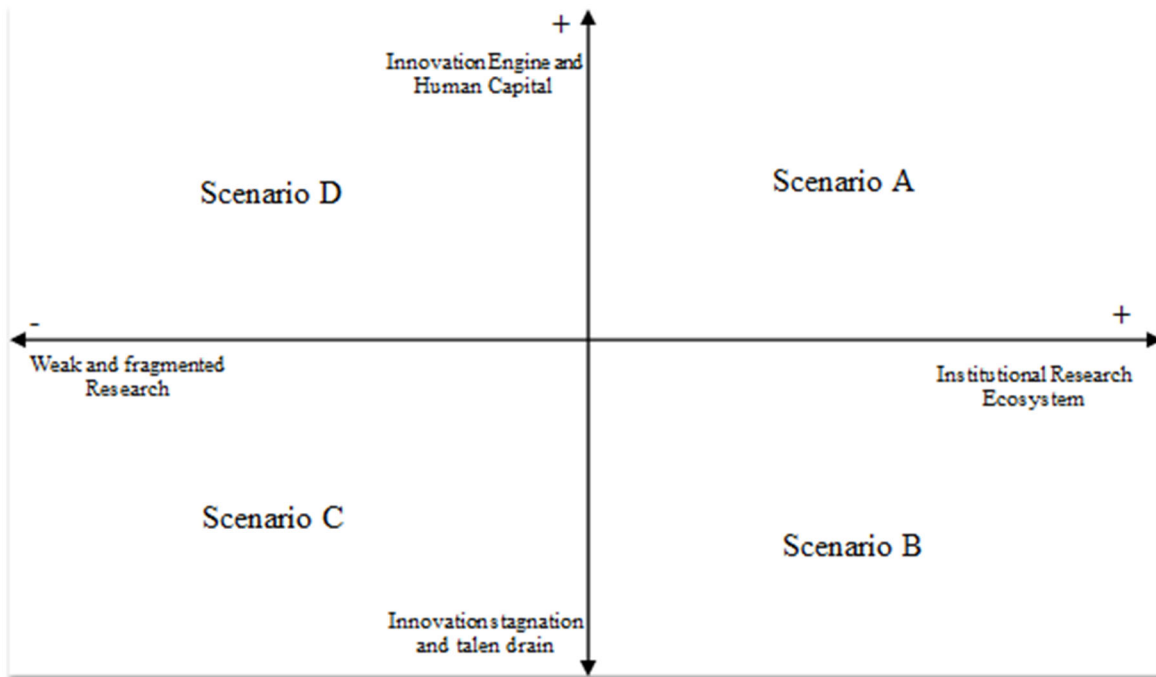 +
Innovation Engine and
Human Capital
Scenario D
Scenario A
-
+
Weak and fragmented
Research
Institutional Research
Ecosystem
Scenario C
Scenario B
Innovation stagnation
and talen drain